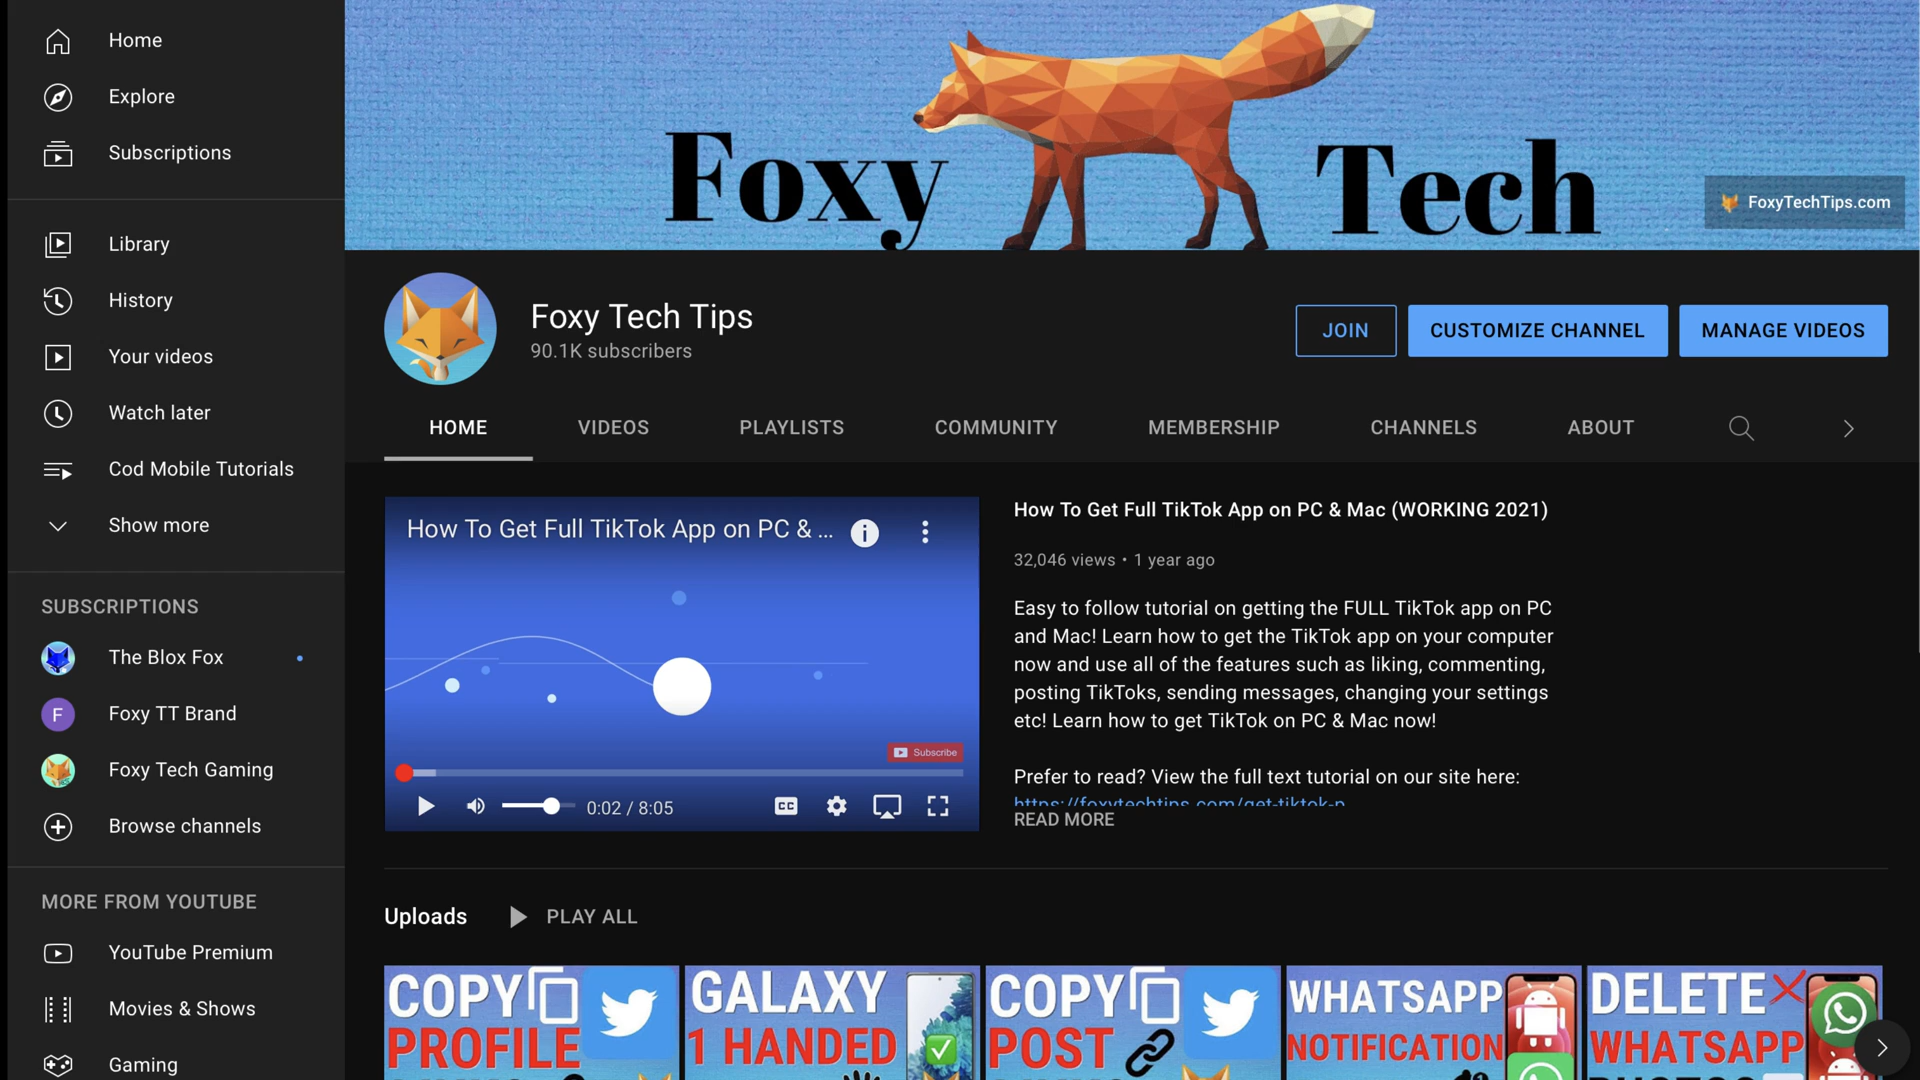 Home
Explore
Subscriptions
Library
History
Your videos
Watch later
Cod Mobile Tutorials
Show more
SUBSCRIPTIONS
The Blox Fox
F
Foxy TT Brand
Foxy Tech Gaming
Browse channels
MORE FROM YOUTUBE
YouTube Premium
Movies & Shows
Gaming
Foxy Tech
FoxyTechTips.com
Foxy Tech Tips
90.1K subscribers
JOIN
CUSTOMIZE CHANNEL
MANAGE VIDEOS
HOME
VIDEOS
PLAYLISTS
COMMUNITY
MEMBERSHIP
CHANNELS
ABOUT
How To Get Full TikTok App on PC & ...
Subscribe
0:02 / 8:05
CC
How To Get Full TikTok App on PC & Mac (WORKING 2021)
32,046 views • 1 year ago
Easy to follow tutorial on getting the FULL TikTok app on PC
and Mac! Learn how to get the TikTok app on your computer
now and use all of the features such as liking, commenting,
posting TikToks, sending messages, changing your settings
etc! Learn how to get TikTok on PC & Mac now!
Prefer to read? View the full text tutorial on our site here:
https://foxytechtips.com/get-tiktok-p
READ MORE
Uploads
PLAY ALL
COPY
PROFILE
GALAXY
1 HANDED
COPY
POST
WHATSAPP
NOTIFICATION
DELETE
WHATSAPP